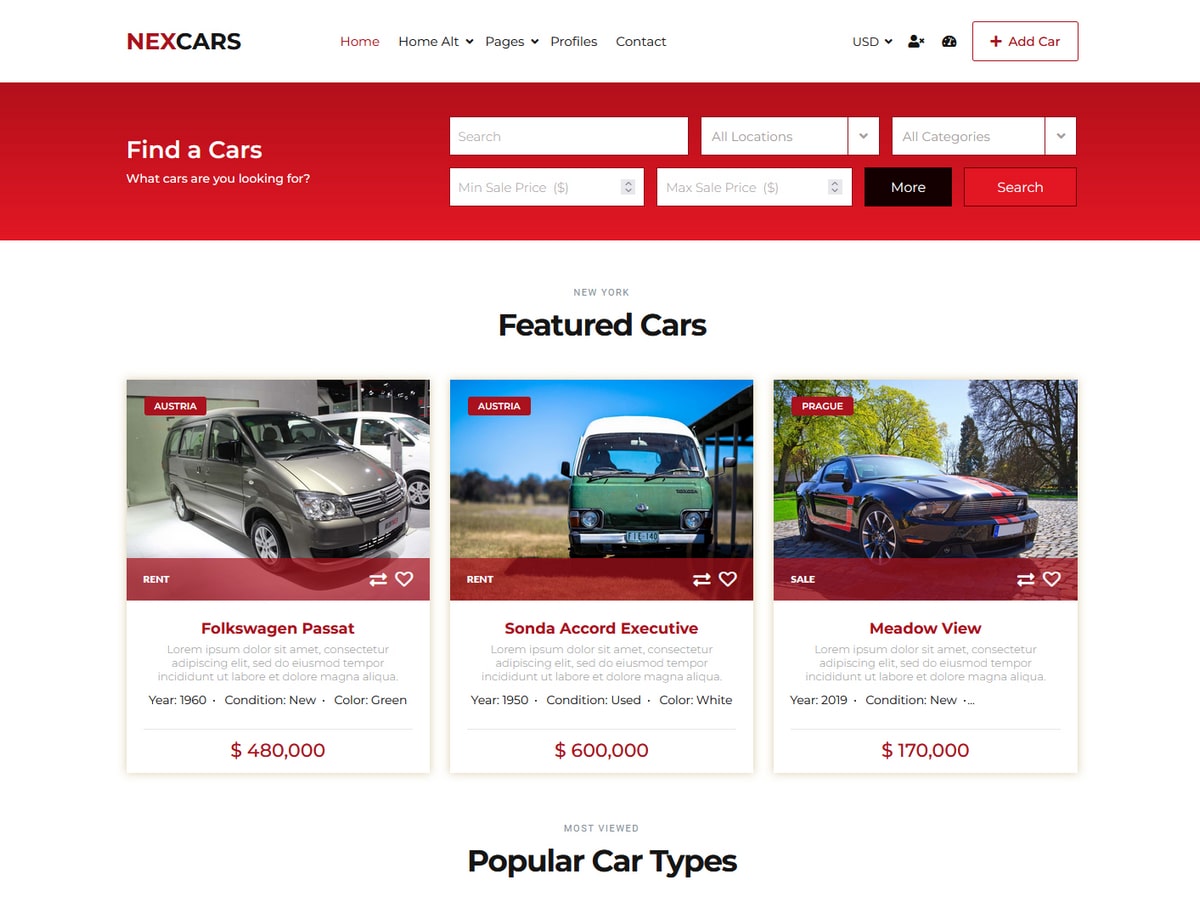 NEXCARS
Home Home Alt Pages Profiles Contact
USD Add Car
Find a Cars
What cars are you looking for?
Search All Locations All Categories
Min Sale Price ($) Max Sale Price ($) More Search
NEW YORK
Featured Cars
AUSTRIA
RENT
Folkswagen Passat
Lorem ipsum dolor sit amet, consectetur
adipiscing elit, sed do eiusmod tempor
incididunt ut labore et dolore magna aliqua.
Year: 1960 · Condition: New · Color: Green
$ 480,000
AUSTRIA
FIE·140
RENT
Sonda Accord Executive
Lorem ipsum dolor sit amet, consectetur
adipiscing elit, sed do eiusmod tempor
incididunt ut labore et dolore magna aliqua.
Year: 1950 · Condition: Used · Color: White
$ 600,000
PRAGUE
SALE
Meadow View
Lorem ipsum dolor sit amet, consectetur
adipiscing elit, sed do eiusmod tempor
incididunt ut labore et dolore magna aliqua.
Year: 2019 · Condition: New ·...
$ 170,000
MOST VIEWED
Popular Car Types